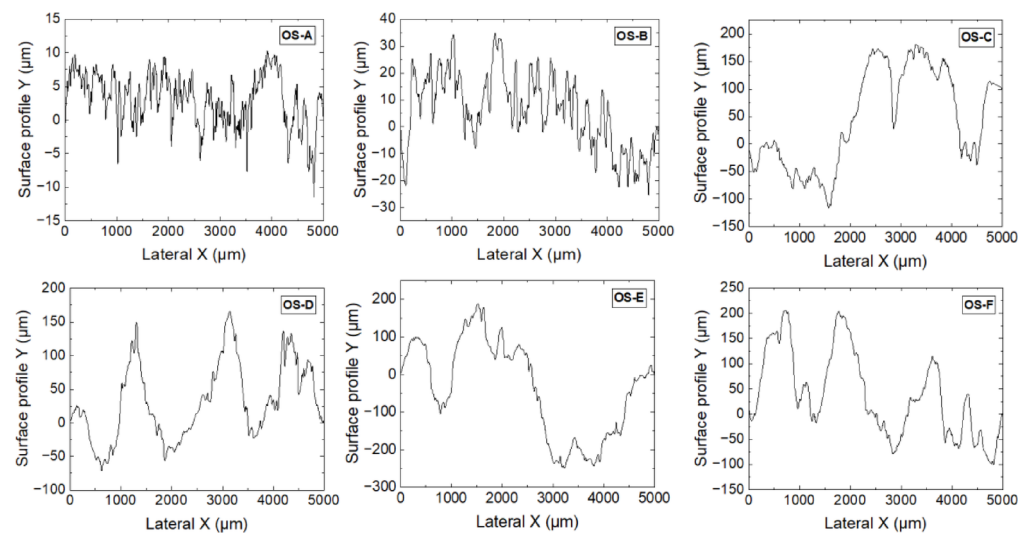 OS-A
Surface profile Y (µm)
15
10
5
0
−5
−10
−15
0 1000 2000 3000 4000 5000
Lateral X (µm)
OS-B
Surface profile Y (µm)
40
30
20
10
0
−10
−20
−30
0 1000 2000 3000 4000 5000
Lateral X (µm)
OS-C
Surface profile Y (µm)
200
150
100
50
0
−50
−100
−150
0 1000 2000 3000 4000 5000
Lateral X (µm)
OS-D
Surface profile Y (µm)
200
150
100
50
0
−50
−100
0 1000 2000 3000 4000 5000
Lateral X (µm)
OS-E
Surface profile Y (µm)
200
100
0
−100
−200
−300
0 1000 2000 3000 4000 5000
Lateral X (µm)
OS-F
Surface profile Y (µm)
250
200
150
100
50
0
−50
−100
−150
0 1000 2000 3000 4000 5000
Lateral X (µm)